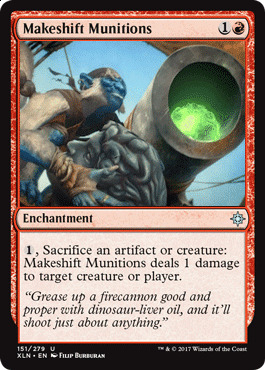 Makeshift Munitions 1
Enchantment
1, Sacrifice an artifact or creature:
Makeshift Munitions deals 1 damage
to target creature or player.
“Grease up a firecannon good and
proper with dinosaur-liver oil, and it’ll
shoot just about anything.”
151/279 U
XLN • EN Filip Burburan
™ & © 2017 Wizards of the Coast